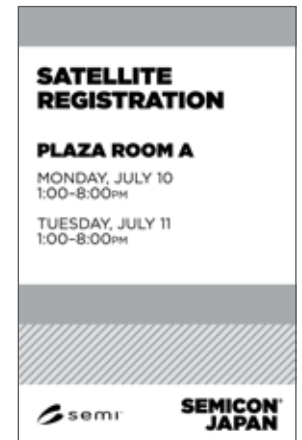 SATELLITE
REGISTRATION
PLAZA ROOM A
MONDAY, JULY 10
1:00–8:00PM
TUESDAY, JULY 11
1:00–8:00PM
semi
SEMICON®
JAPAN